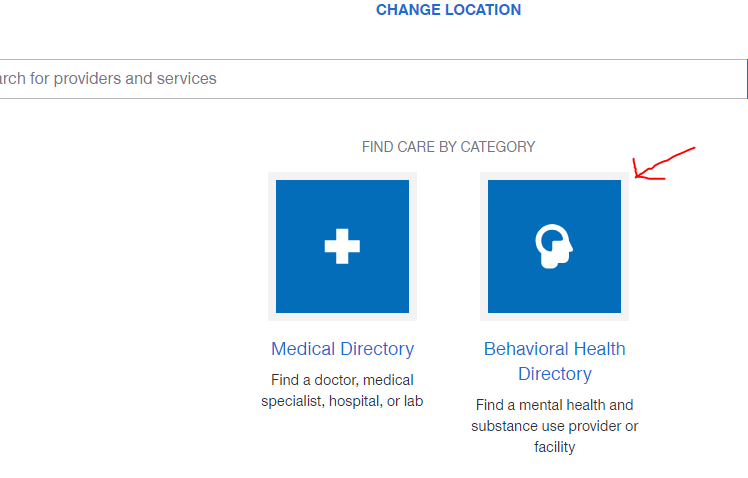 CHANGE LOCATION
rch for providers and services
FIND CARE BY CATEGORY
Medical Directory
Find a doctor, medical
specialist, hospital, or lab
Behavioral Health
Directory
Find a mental health and
substance use provider or
facility